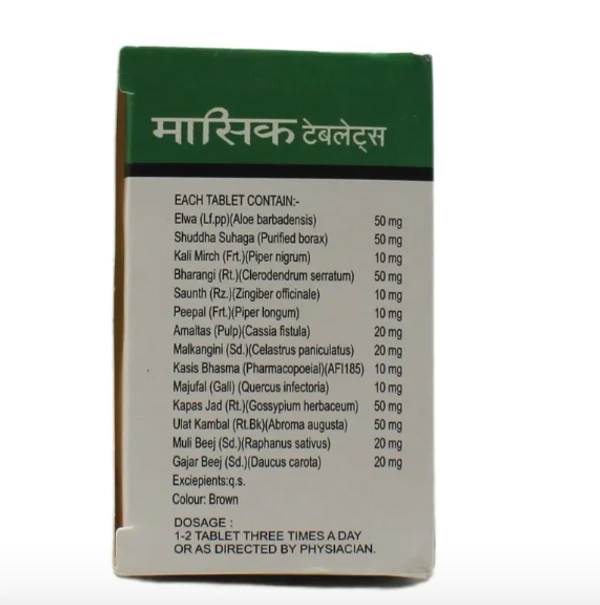 मासिक टेबलेट्स
EACH TABLET CONTAIN:-
Elwa (Lf.pp)(Aloe barbadensis) 50 mg
Shuddha Suhaga (Purified borax) 50 mg
Kali Mirch (Frt.)(Piper nigrum) 10 mg
Bharangi (Rt.)(Clerodendrum serratum) 50 mg
Saunth (Rz.)(Zingiber officinale) 10 mg
Peepal (Frt.)(Piper longum) 10 mg
Amaltas (Pulp)(Cassia fistula) 20 mg
Malkangini (Sd.)(Celastrus paniculatus) 20 mg
Kasis Bhasma (Pharmacopoeial)(AFI185) 10 mg
Majufal (Gall) (Quercus infectoria) 10 mg
Kapas Jad (Rt.)(Gossypium herbaceum) 50 mg
Ulat Kambal (Rt.Bk)(Abroma augusta) 50 mg
Muli Beej (Sd.)(Raphanus sativus) 20 mg
Gajar Beej (Sd.)(Daucus carota) 20 mg
Exciepients:q.s.
Colour: Brown
DOSAGE :
1-2 TABLET THREE TIMES A DAY
OR AS DIRECTED BY PHYSIACIAN.